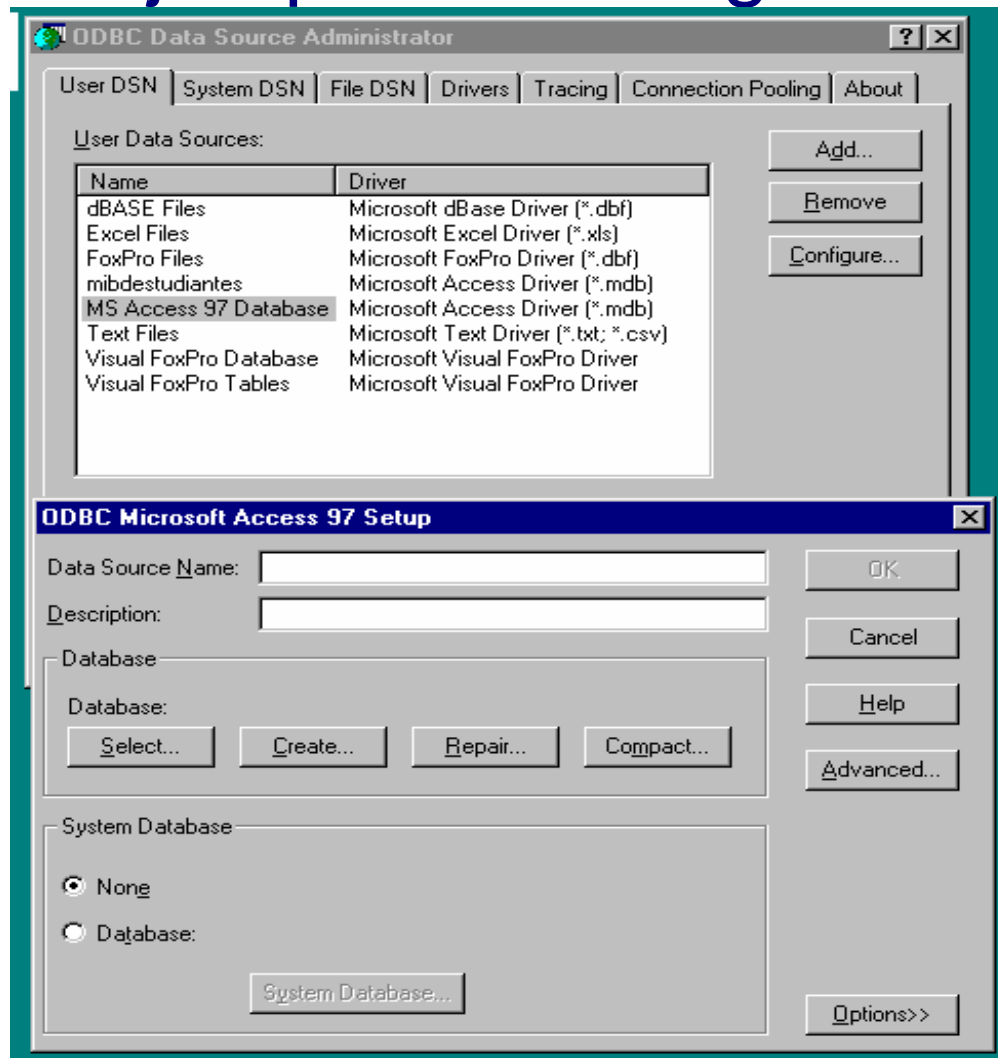 ODBC Data Source Administrator
User DSN System DSN File DSN Drivers Tracing Connection Pooling About
User Data Sources:
Add...
Name Driver
dBASE Files Microsoft dBase Driver (*.dbf)
Remove
Excel Files Microsoft Excel Driver (*.xls)
FoxPro Files Microsoft FoxPro Driver (*.dbf)
Configure...
mibdestudiantes Microsoft Access Driver (*.mdb)
MS Access 97 Database Microsoft Access Driver (*.mdb)
Text Files Microsoft Text Driver (*.txt; *.csv)
Visual FoxPro Database Microsoft Visual FoxPro Driver
Visual FoxPro Tables Microsoft Visual FoxPro Driver
ODBC Microsoft Access 97 Setup
Data Source Name:
OK
Description:
Cancel
Database
Database:
Help
Select... Create... Repair... Compact...
Advanced...
System Database
None
Database:
System Database...
Options>>